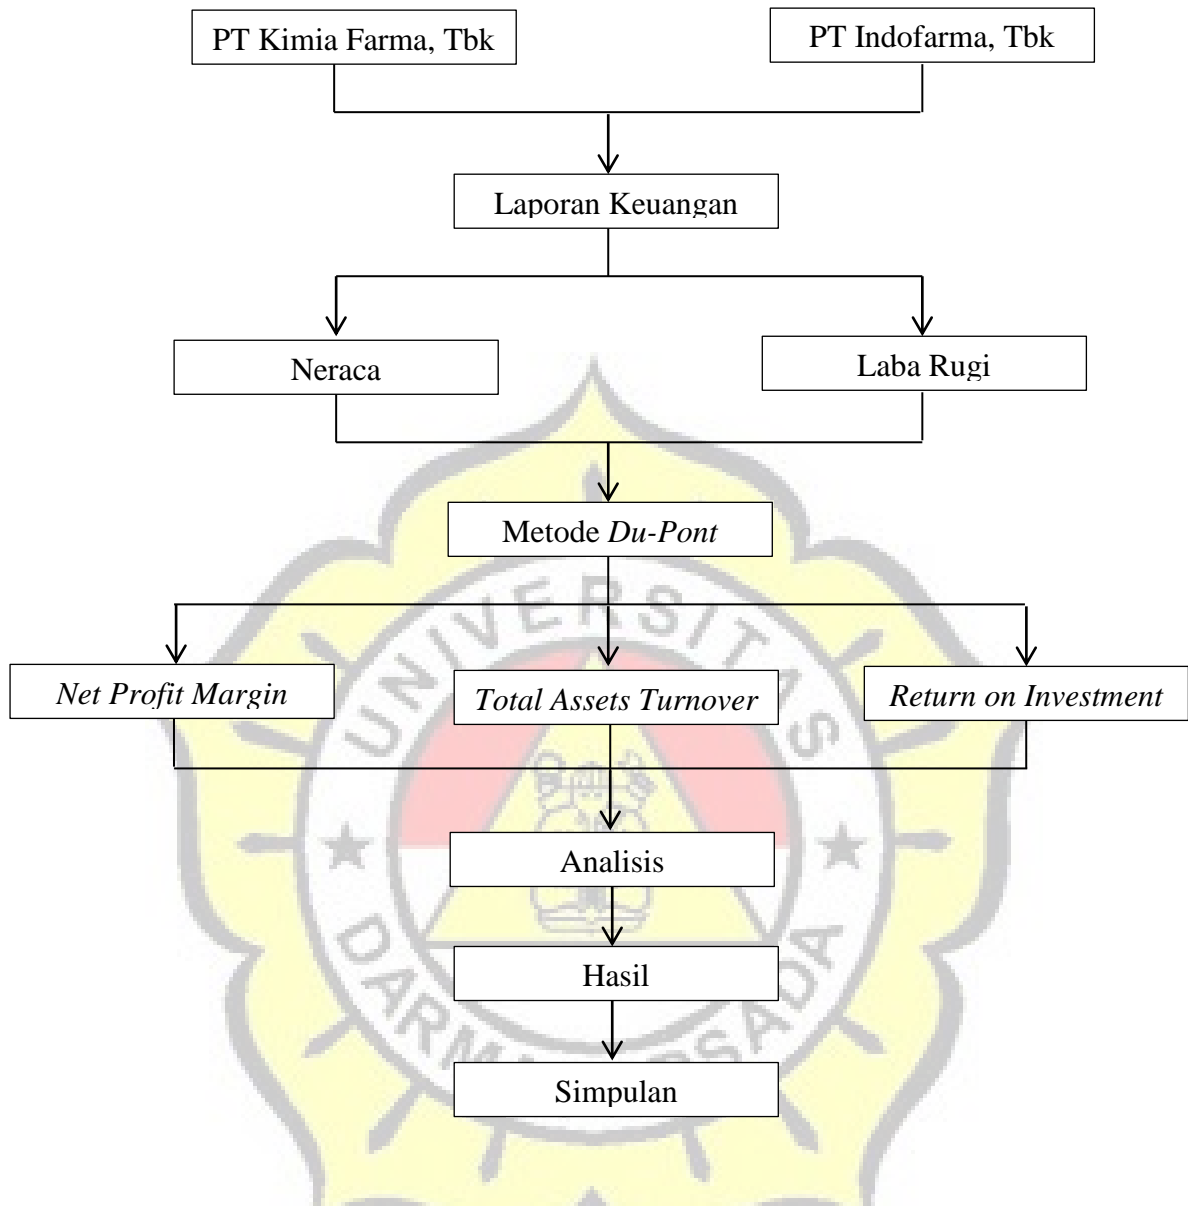 PT Kimia Farma, Tbk
PT Indofarma, Tbk
Laporan Keuangan
Neraca
Laba Rugi
Metode Du-Pont
Net Profit Margin
Total Assets Turnover
Return on Investment
Analisis
Hasil
Simpulan
UNIVERSITAS